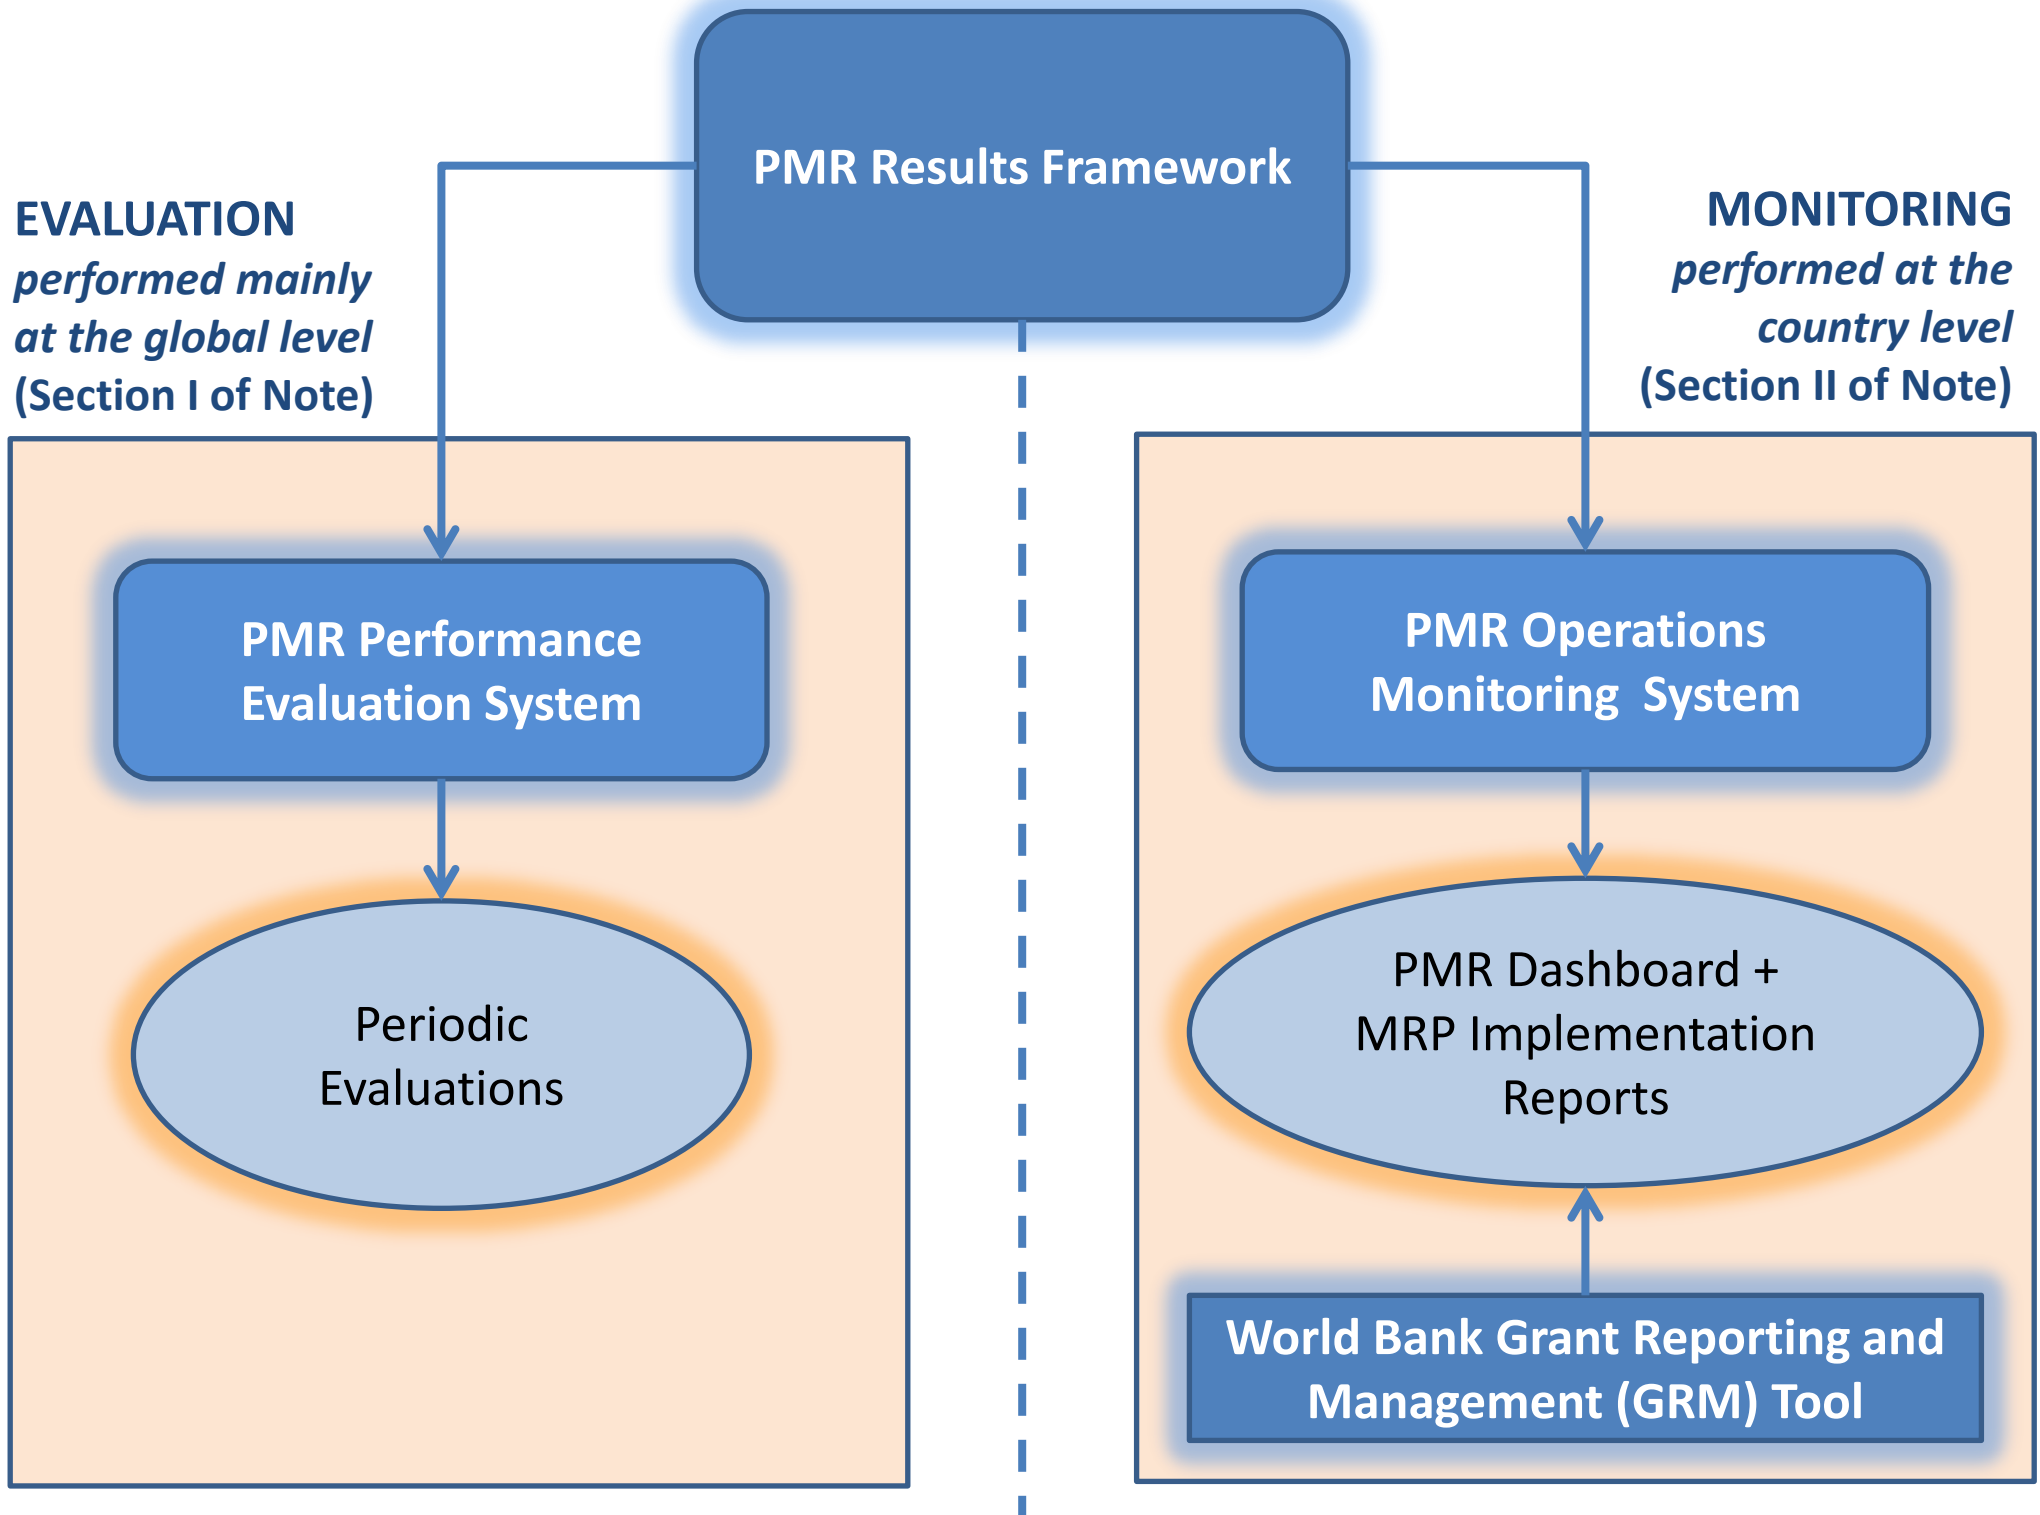 PMR Results Framework
EVALUATION
performed mainly
at the global level
(Section I of Note)
MONITORING
performed at the
country level
(Section II of Note)
PMR Performance
Evaluation System
Periodic
Evaluations
PMR Operations
Monitoring  System
PMR Dashboard +
MRP Implementation
Reports
World Bank Grant Reporting and
Management (GRM) Tool